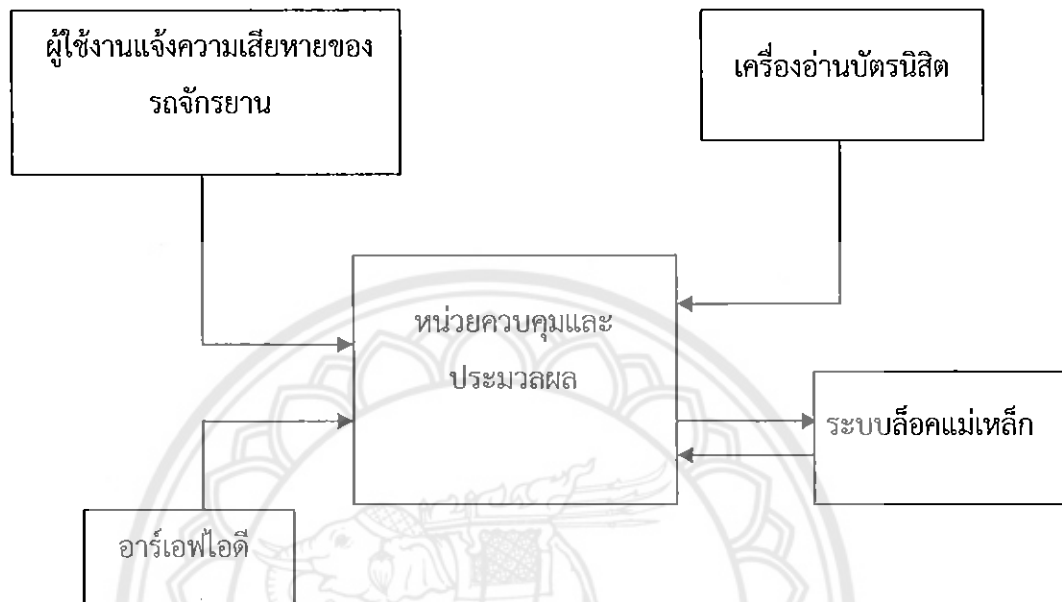 ผู้ใช้งานแจ้งความเสียหายของ
รถจักรยาน
เครื่องอ่านบัตรนิสิต
หน่วยควบคุมและ
ประมวลผล
ระบบล็อคแม่เหล็ก
อาร์เอฟไอดี